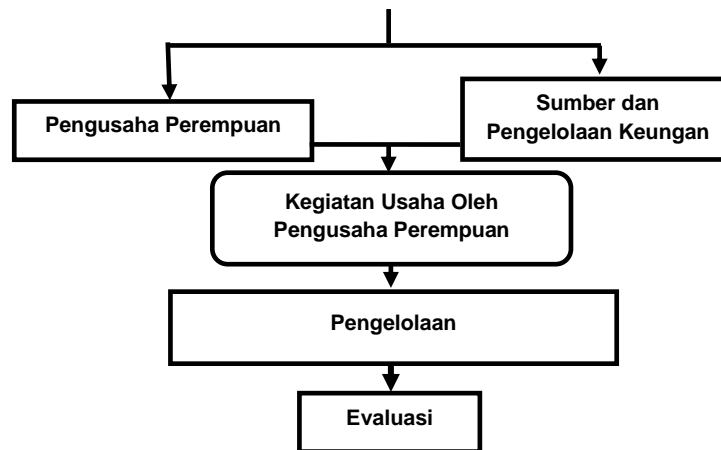 Pengusaha Perempuan
Sumber dan
Pengelolaan Keungan
Kegiatan Usaha Oleh
Pengusaha Perempuan
Pengelolaan
Evaluasi